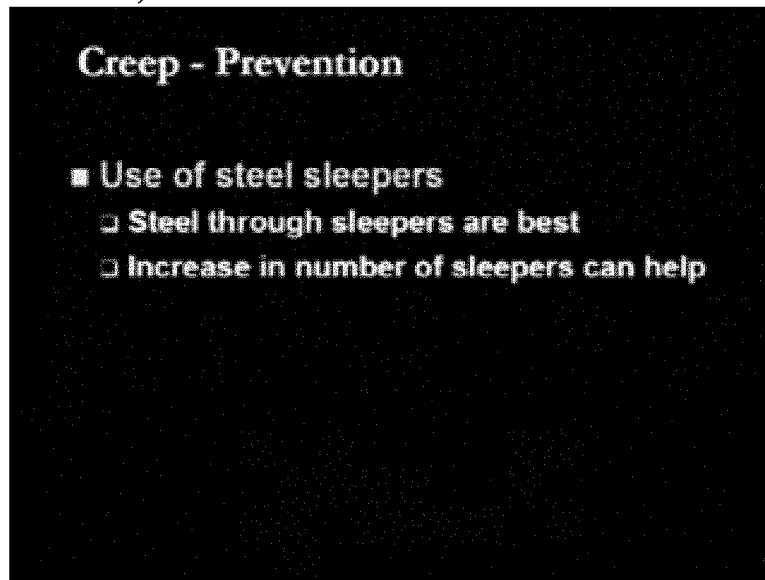 Creep - Prevention
Use of steel sleepers
Steel through sleepers are best
Increase in number of sleepers can help